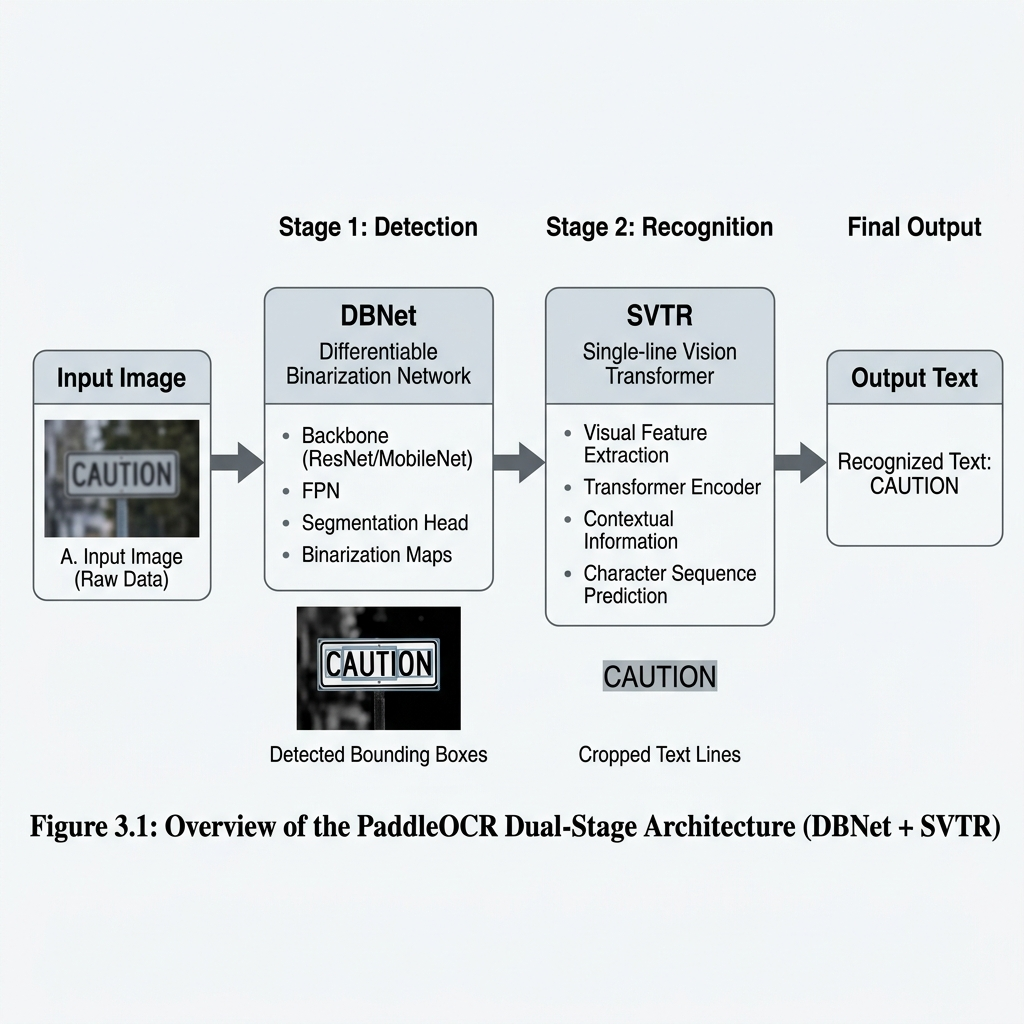 Stage 1: Detection
Stage 2: Recognition
Final Output
Input Image
CAUTION
A. Input Image
(Raw Data)
DBNet
Differentiable
Binarization Network
• Backbone
(ResNet/MobileNet)
• FPN
• Segmentation Head
• Binarization Maps
CAUTION
Detected Bounding Boxes
SVTR
Single-line Vision
Transformer
• Visual Feature
Extraction
• Transformer Encoder
• Contextual
Information
• Character Sequence
Prediction
CAUTION
Cropped Text Lines
Output Text
Recognized Text:
CAUTION
Figure 3.1: Overview of the PaddleOCR Dual-Stage Architecture (DBNet + SVTR)